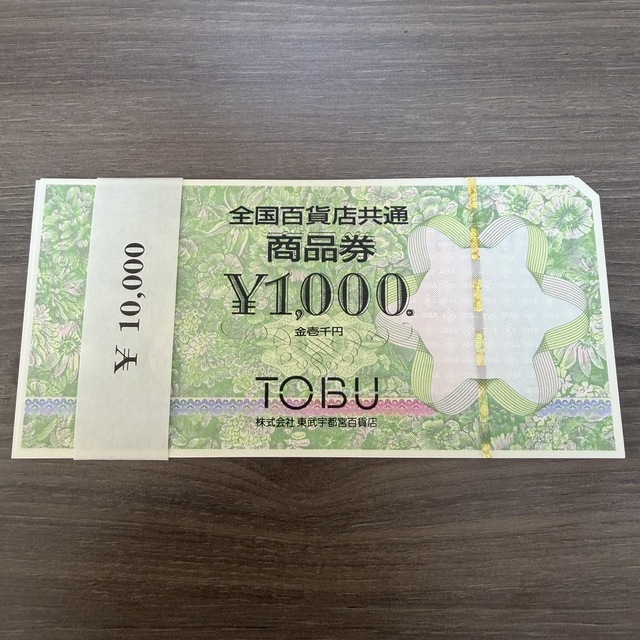 ¥ 10,000
全国百貨店共通
商品券
¥1,000
金壱千円
TOBU
株式会社 東武宇都宮百貨店